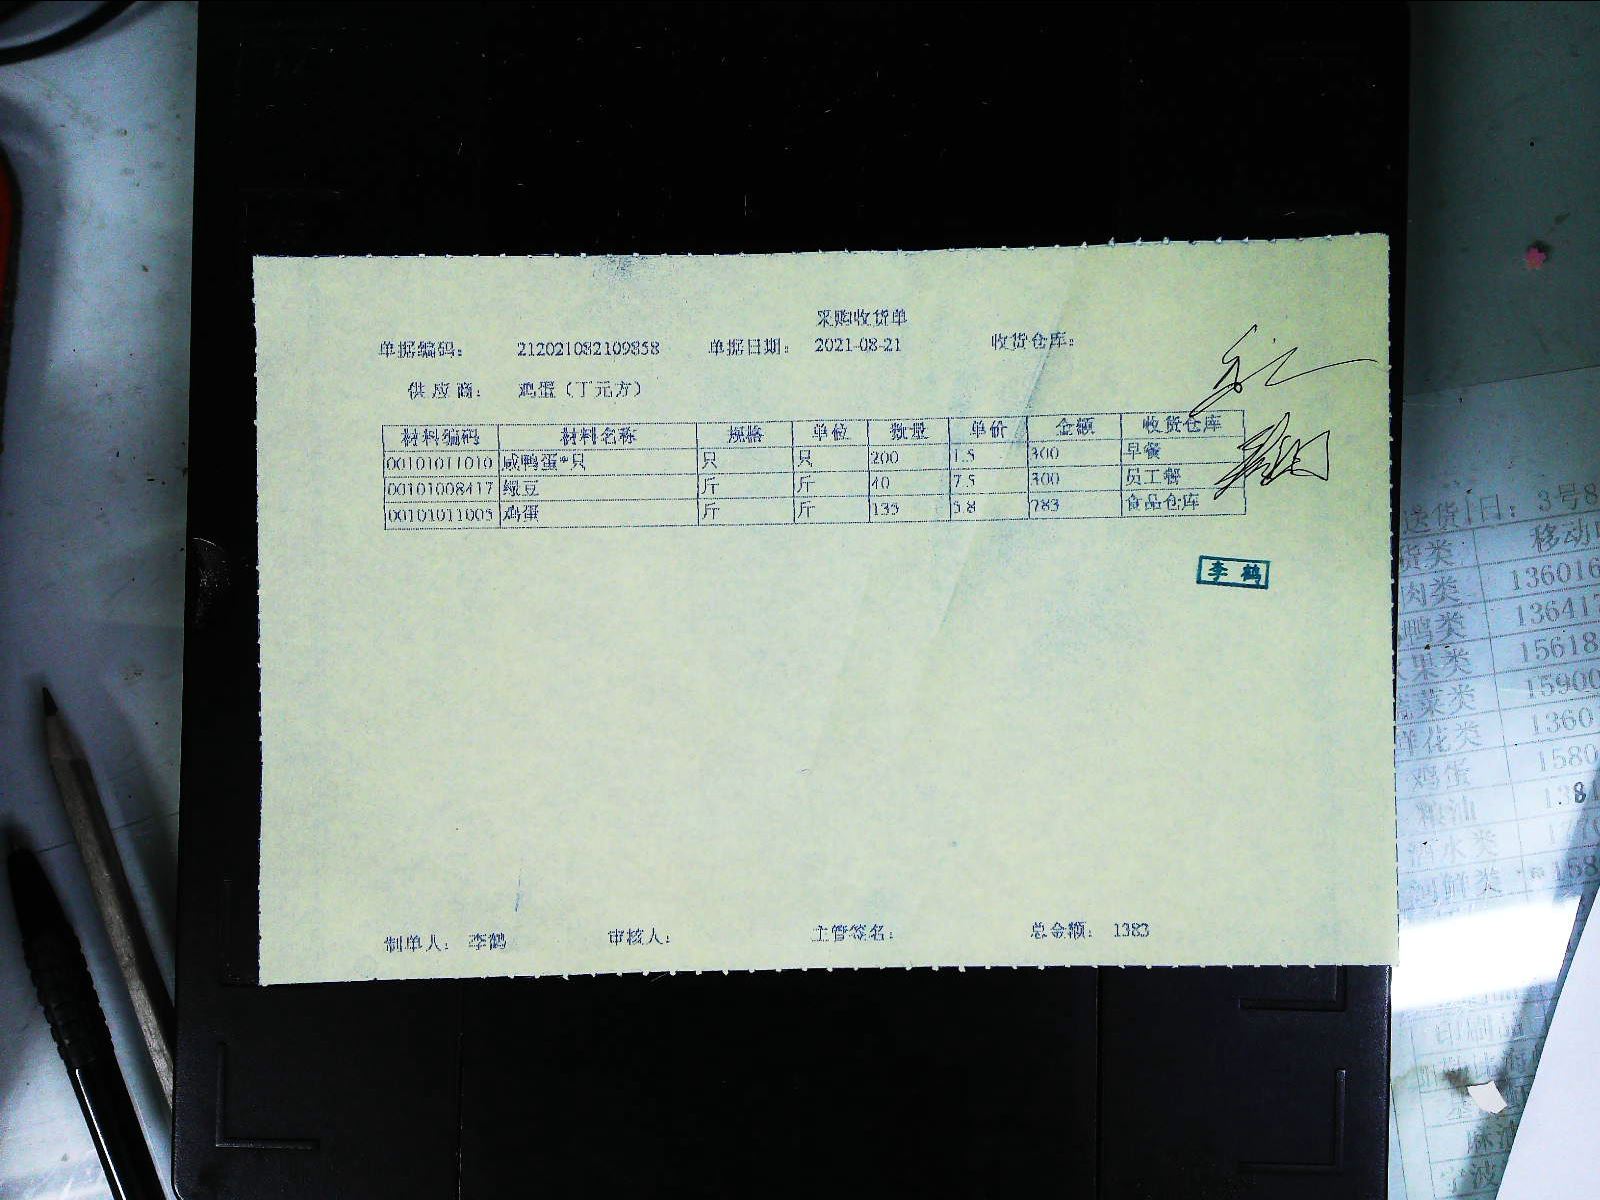 采购收货单
单据编码： 212021082109858 单据日期： 2021-08-21 收货仓库：
供应商： 鸡蛋（丁元方）
材料编码 材料名称 规格 单位 数量 单价 金额 收货仓库
00101011010 咸鸭蛋*只 只 只 200 1.5 300 早餐
00101008417 绿豆 斤 斤 40 7.5 300 员工餐
00101011005 鸡蛋 斤 斤 135 5.8 783 食品仓库
李鹤
制单人： 李鹤 审核人： 主管签名： 总金额： 1383
送货1日：3号8
货类 移动
肉类 136016
鸭类 136417
果类 15618
菜类 15900
1360
鸡蛋 1580
粮油 1381
酒水类
河鲜类 158
印刷品